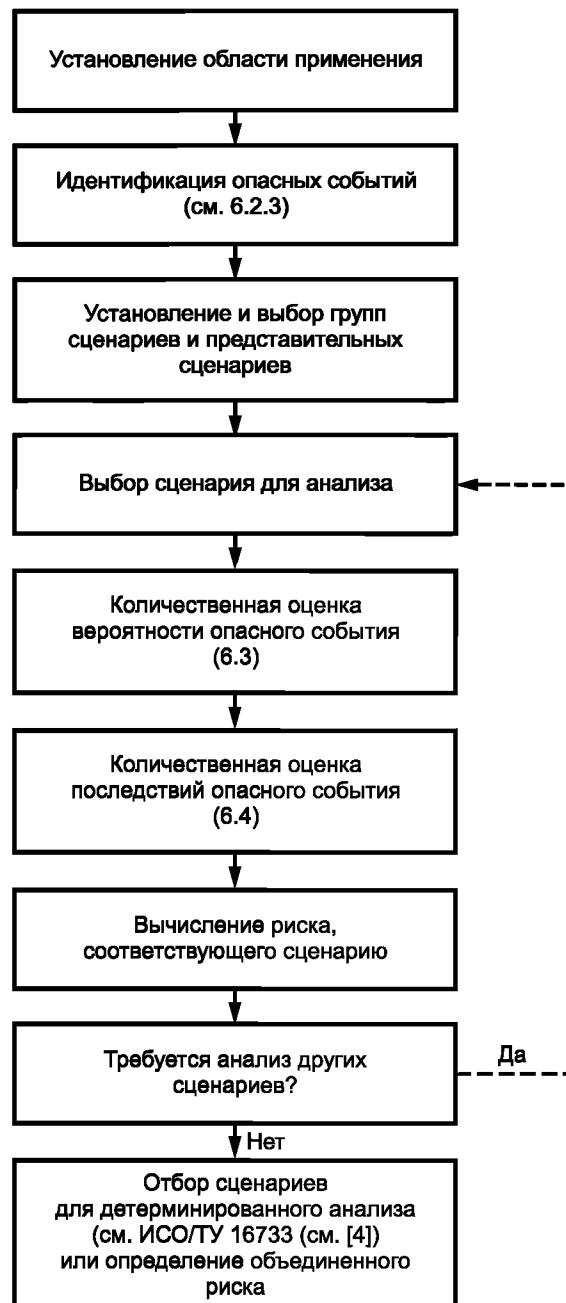 Установление области применения
Идентификация опасных событий
(см. 6.2.3)
Установление и выбор групп
сценариев и представительных
сценариев
Выбор сценария для анализа
Количественная оценка
вероятности опасного события
(6.3)
Количественная оценка
последствий опасного события
(6.4)
Вычисление риска,
соответствующего сценарию
Требуется анализ других
сценариев?
Да
Нет
Отбор сценариев
для детерминированного анализа
(см. ИСО/ТУ 16733 (см. [4])
или определение объединенного
риска